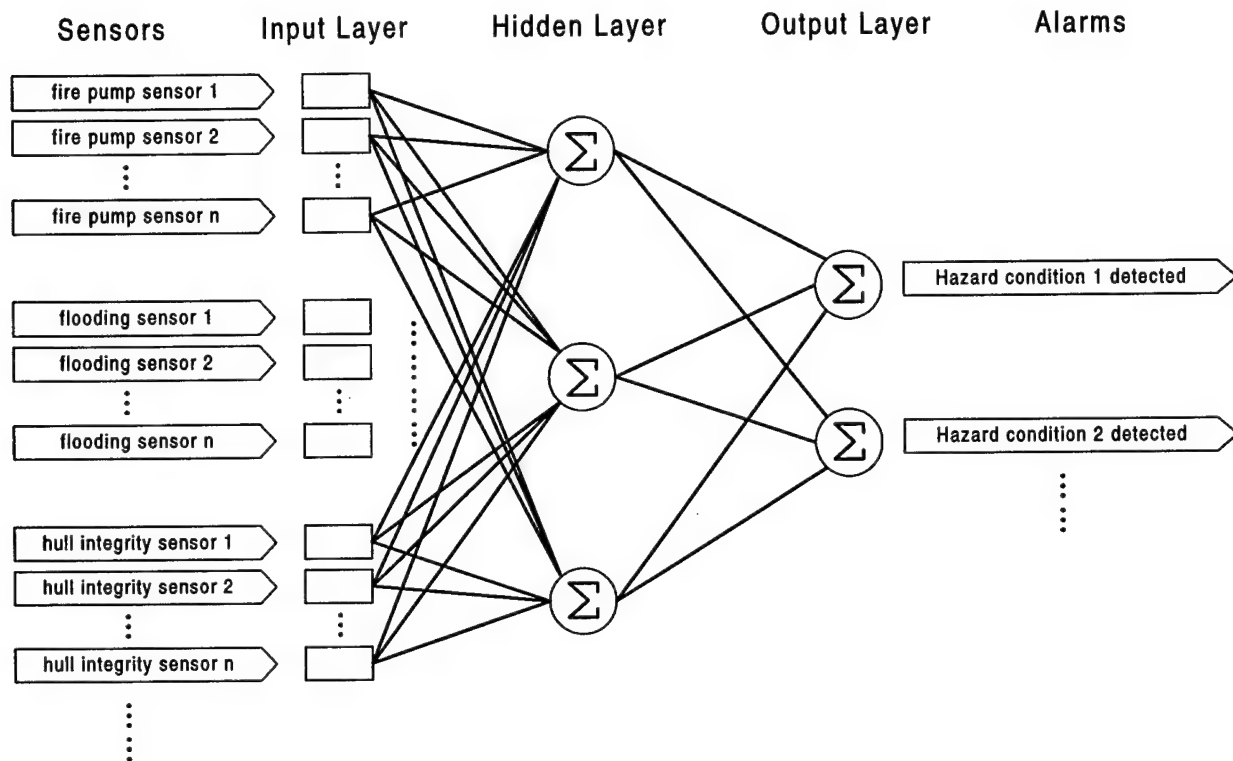 Sensors Input Layer Hidden Layer Output Layer Alarms
fire pump sensor 1
fire pump sensor 2
fire pump sensor n
flooding sensor 1
flooding sensor 2
flooding sensor n
hull integrity sensor 1
hull integrity sensor 2
hull integrity sensor n
Σ
Σ
Σ
Σ
Σ
Hazard condition 1 detected
Hazard condition 2 detected